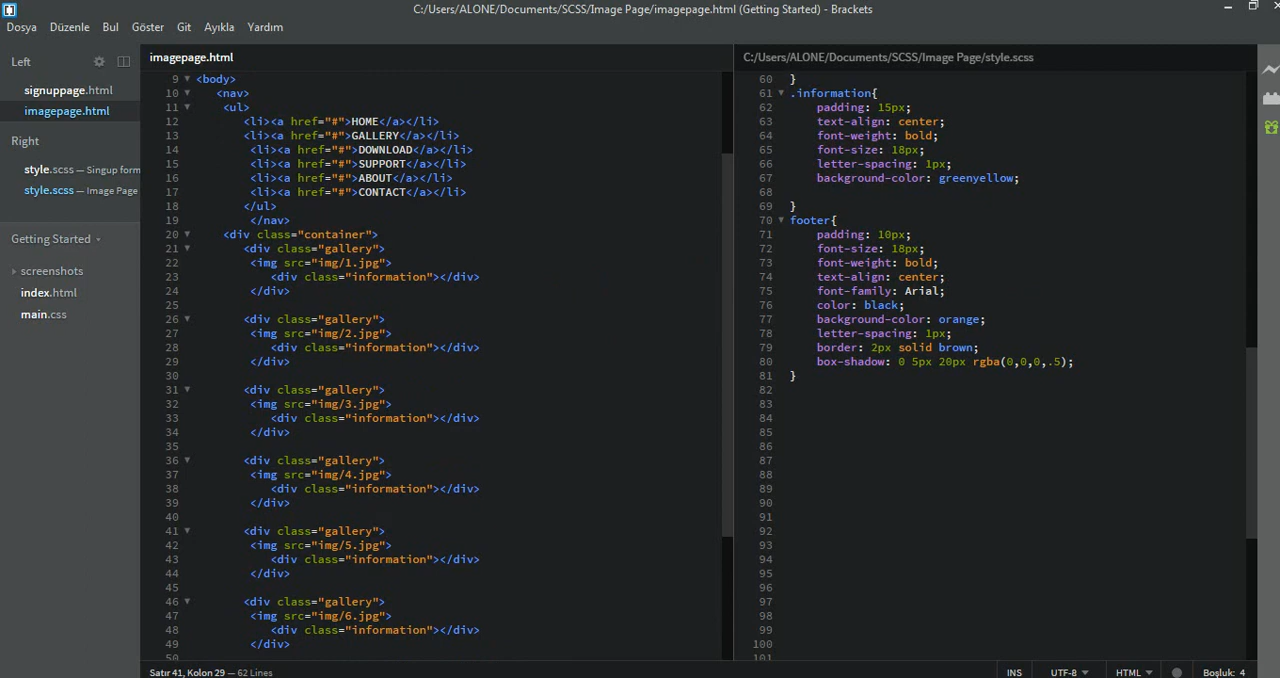 C:/Users/ALONE/Documents/SCSS/Image Page/imagepage.html (Getting Started) - Brackets
Dosya Düzenle Bul Göster Git Ayıkla Yardım
Left
signuppage.html
imagepage.html
Right
style.scss — Singup form
style.scss — Image Page
Getting Started
screenshots
index.html
main.css
imagepage.html
9 <body>
10 <nav>
11 <ul>
12 <li><a href="#">HOME</a></li>
13 <li><a href="#">GALLERY</a></li>
14 <li><a href="#">DOWNLOAD</a></li>
15 <li><a href="#">SUPPORT</a></li>
16 <li><a href="#">ABOUT</a></li>
17 <li><a href="#">CONTACT</a></li>
18 </ul>
19 </nav>
20 <div class="container">
21 <div class="gallery">
22 <img src="img/1.jpg">
23 <div class="information"></div>
24 </div>
25
26 <div class="gallery">
27 <img src="img/2.jpg">
28 <div class="information"></div>
29 </div>
30
31 <div class="gallery">
32 <img src="img/3.jpg">
33 <div class="information"></div>
34 </div>
35
36 <div class="gallery">
37 <img src="img/4.jpg">
38 <div class="information"></div>
39 </div>
40
41 <div class="gallery">
42 <img src="img/5.jpg">
43 <div class="information"></div>
44 </div>
45
46 <div class="gallery">
47 <img src="img/6.jpg">
48 <div class="information"></div>
49 </div>
50
C:/Users/ALONE/Documents/SCSS/Image Page/style.scss
60 }
61 .information{
62 padding: 15px;
63 text-align: center;
64 font-weight: bold;
65 font-size: 18px;
66 letter-spacing: 1px;
67 background-color: greenyellow;
68
69 }
70 footer{
71 padding: 10px;
72 font-size: 18px;
73 font-weight: bold;
74 text-align: center;
75 font-family: Arial;
76 color: black;
77 background-color: orange;
78 letter-spacing: 1px;
79 border: 2px solid brown;
80 box-shadow: 0 5px 20px rgba(0,0,0,.5);
81 }
82
83
84
85
86
87
88
89
90
91
92
93
94
95
96
97
98
99
100
101
Satır 41, Kolon 29 — 62 Lines
INS UTF-8 HTML Boşluk: 4